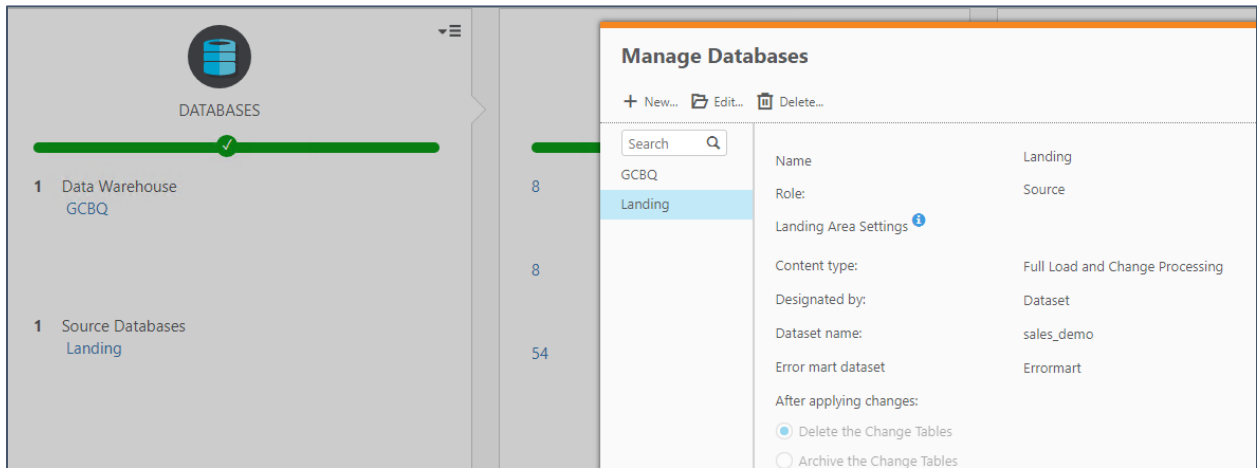 DATABASES
1 Data Warehouse
GCBQ
1 Source Databases
Landing
8
8
54
Manage Databases
New... Edit... Delete...
Search
GCBQ
Landing
Name Landing
Role: Source
Landing Area Settings
Content type: Full Load and Change Processing
Designated by: Dataset
Dataset name: sales_demo
Error mart dataset Errormart
After applying changes:
Delete the Change Tables
Archive the Change Tables